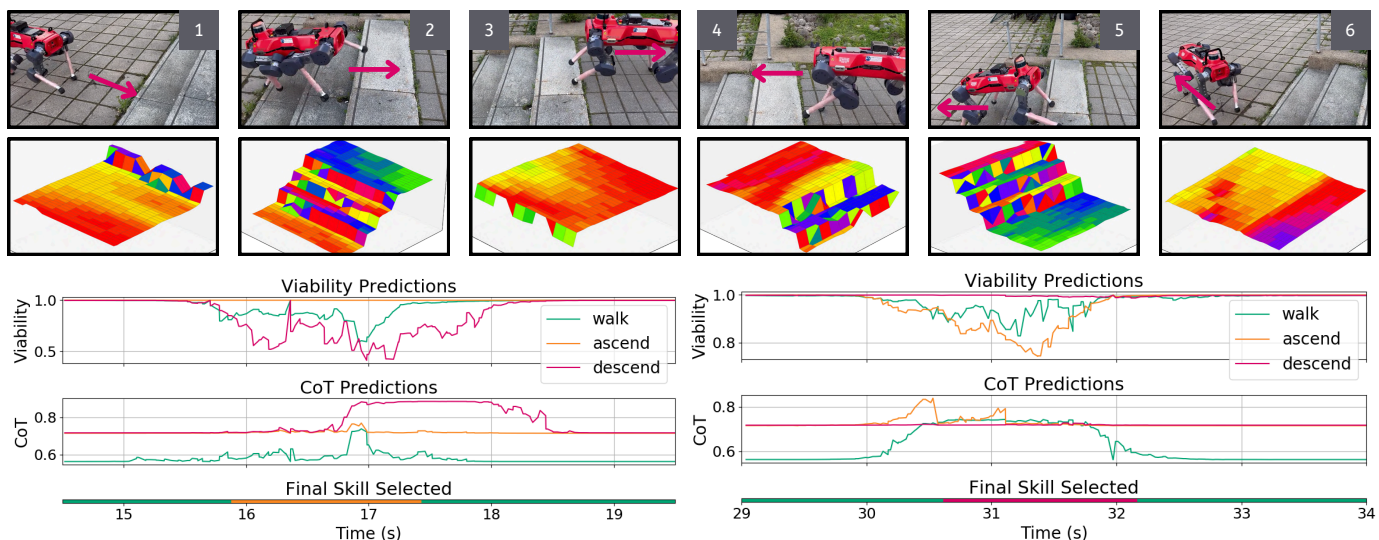 1
2
3
4
5
6
Viability Predictions
Viability
1.0
0.5
walk
ascend
descend
CoT Predictions
CoT
0.8
0.6
Final Skill Selected
15
16
17
18
19
Time (s)
Viability Predictions
Viability
1.0
0.8
walk
ascend
descend
CoT Predictions
CoT
0.8
0.6
Final Skill Selected
29
30
31
32
33
34
Time (s)